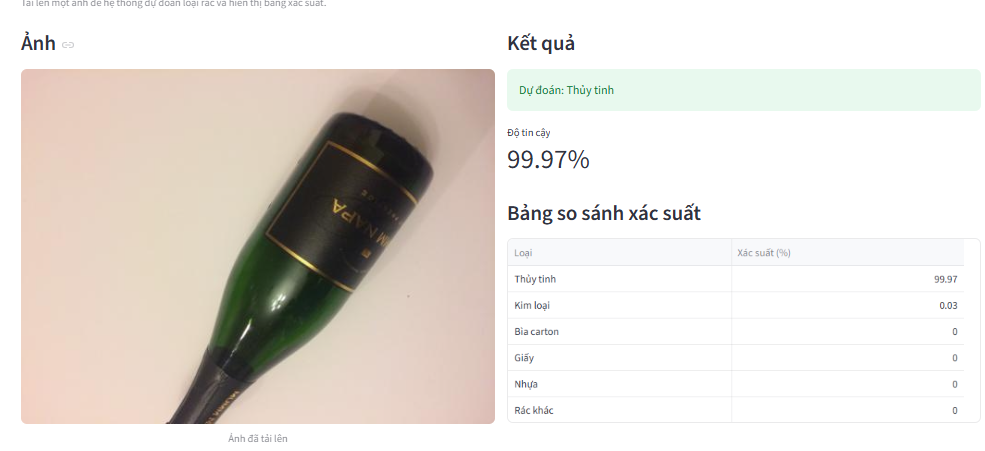 Tải lên một ảnh để hệ thống dự đoán loại rác và hiển thị bảng xác suất.
Ảnh
Kết quả
Dự đoán: Thủy tinh
Độ tin cậy
99.97%
Bảng so sánh xác suất
Loại Xác suất (%)
Thủy tinh 99.97
Kim loại 0.03
Bìa carton 0
Giấy 0
Nhựa 0
Rác khác 0
M NAPA
Ảnh đã tải lên